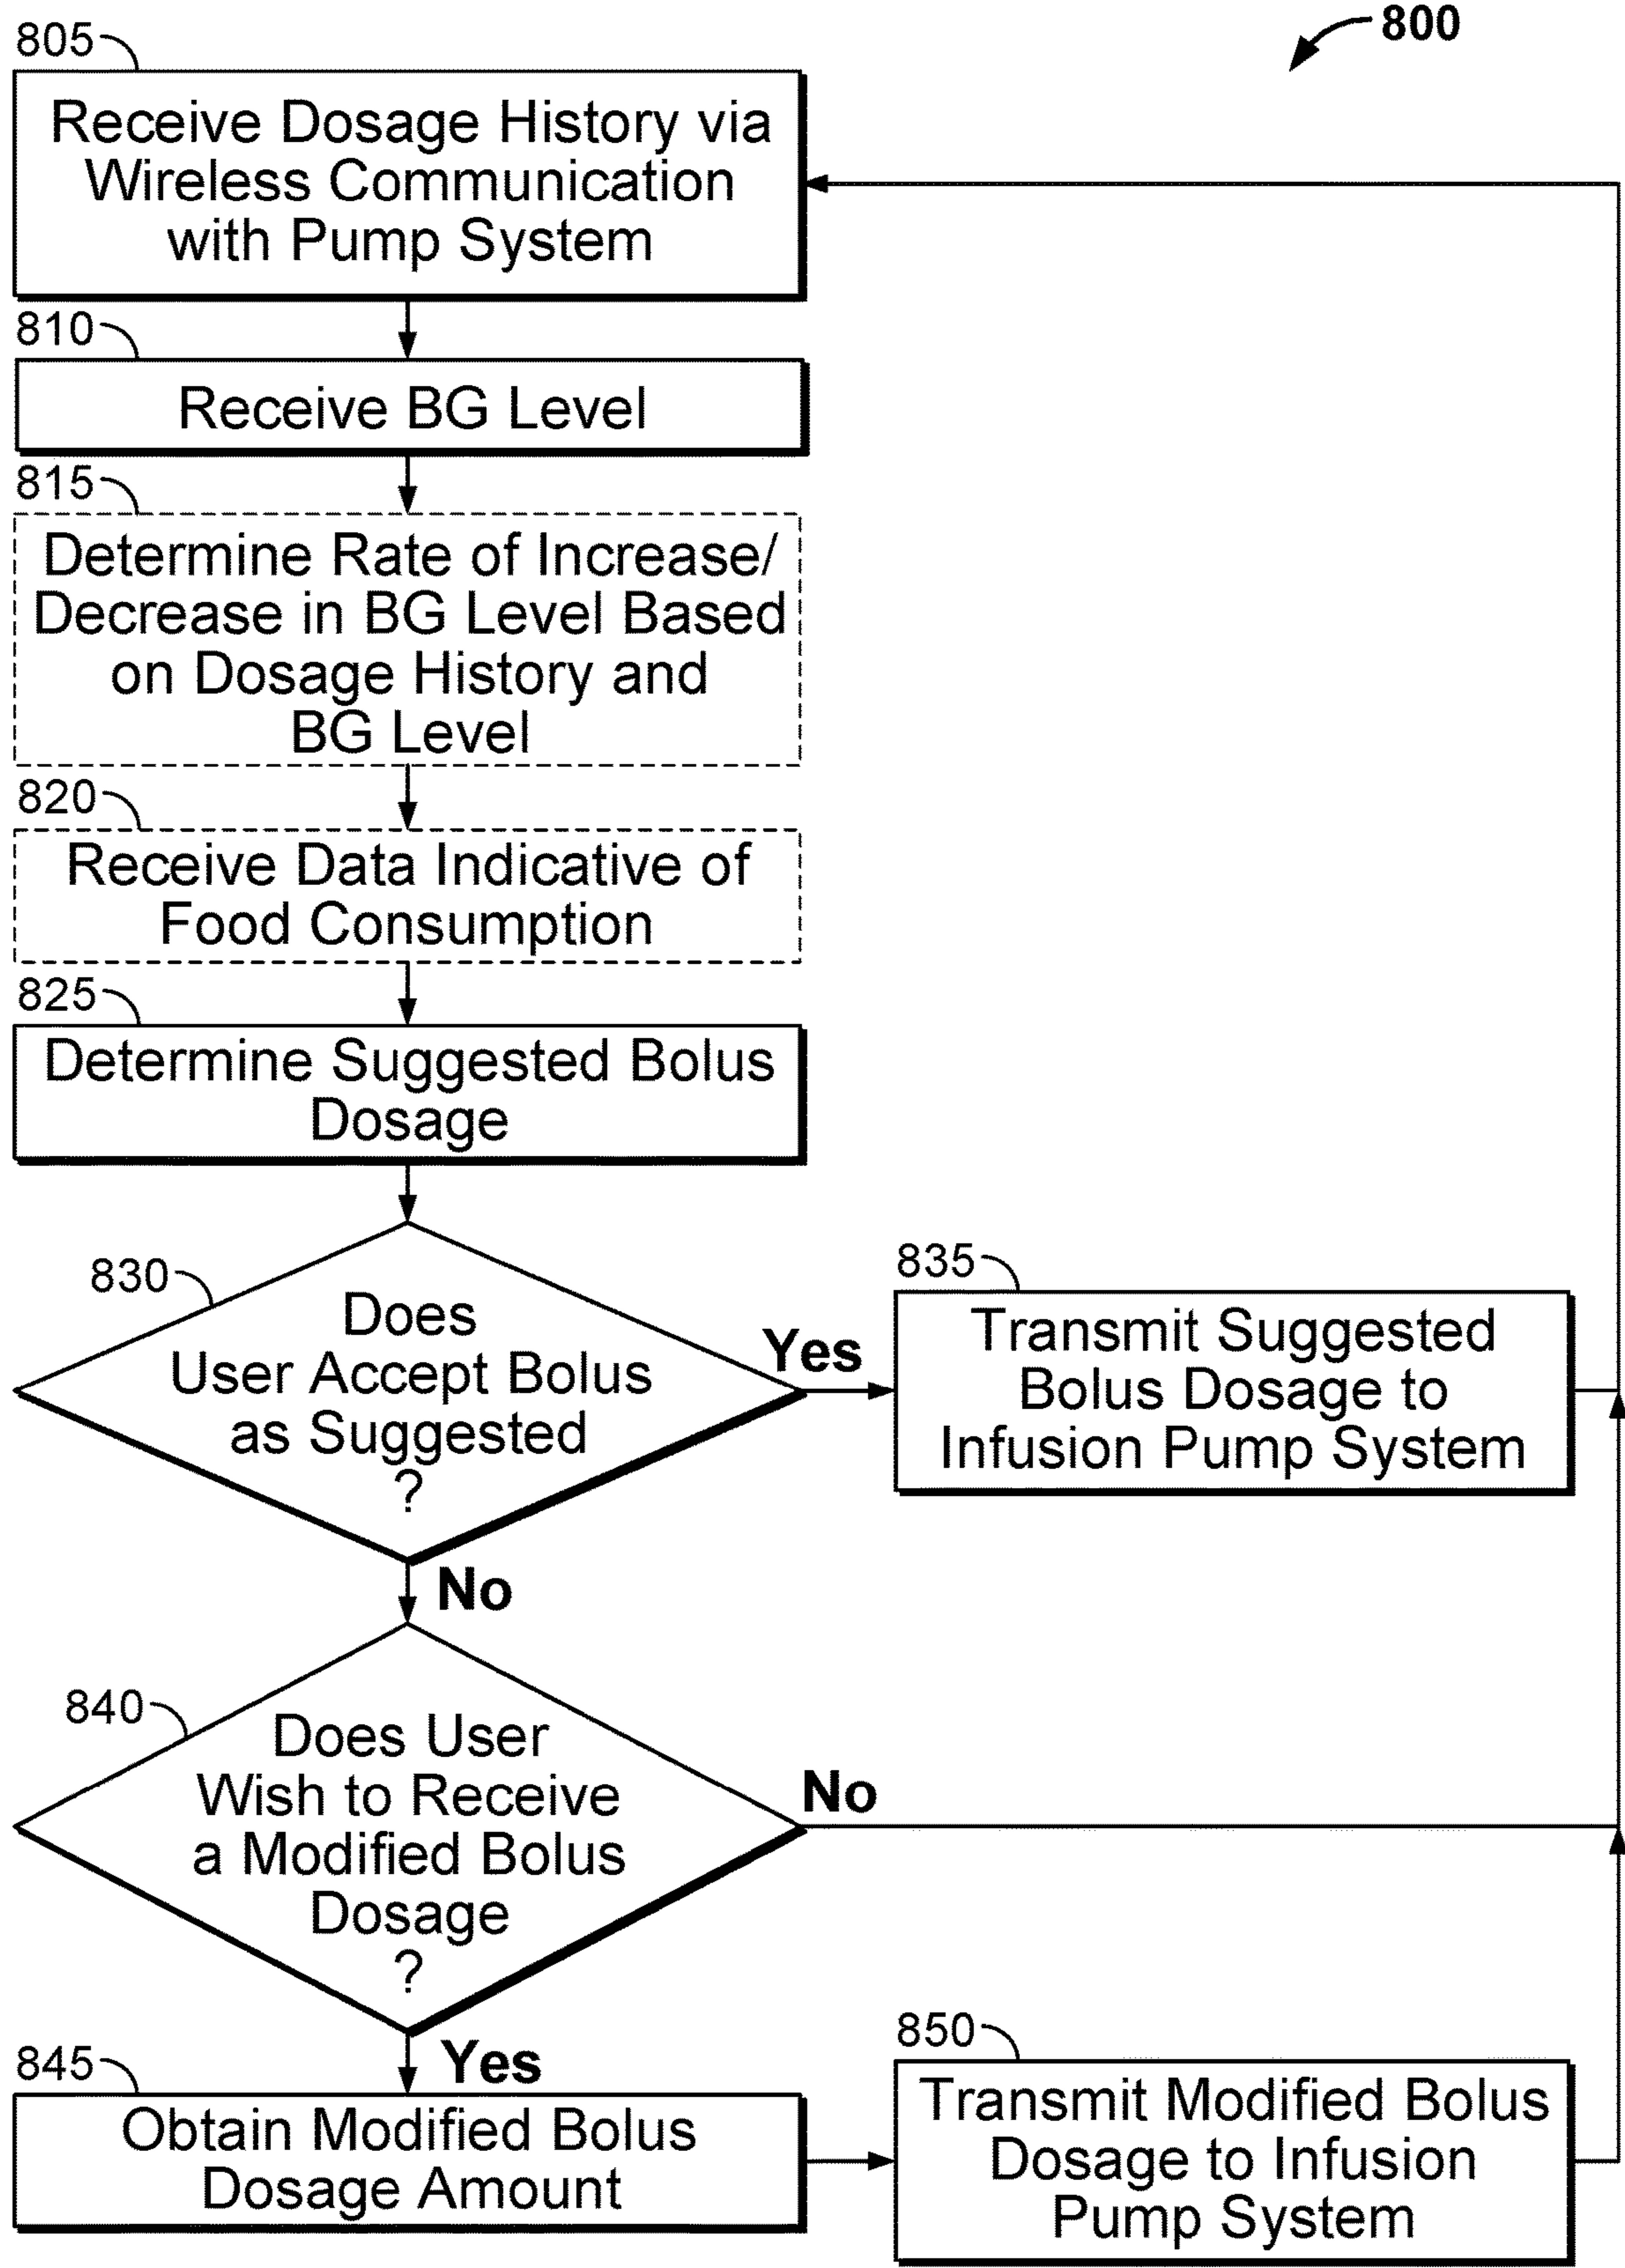 800
805
Receive Dosage History via
Wireless Communication
with Pump System
810
Receive BG Level
815
Determine Rate of Increase/
Decrease in BG Level Based
on Dosage History and
BG Level
820
Receive Data Indicative of
Food Consumption
825
Determine Suggested Bolus
Dosage
830
Does
User Accept Bolus
as Suggested
?
Yes
835
Transmit Suggested
Bolus Dosage to
Infusion Pump System
No
840
Does User
Wish to Receive
a Modified Bolus
Dosage
?
No
Yes
845
Obtain Modified Bolus
Dosage Amount
850
Transmit Modified Bolus
Dosage to Infusion
Pump System